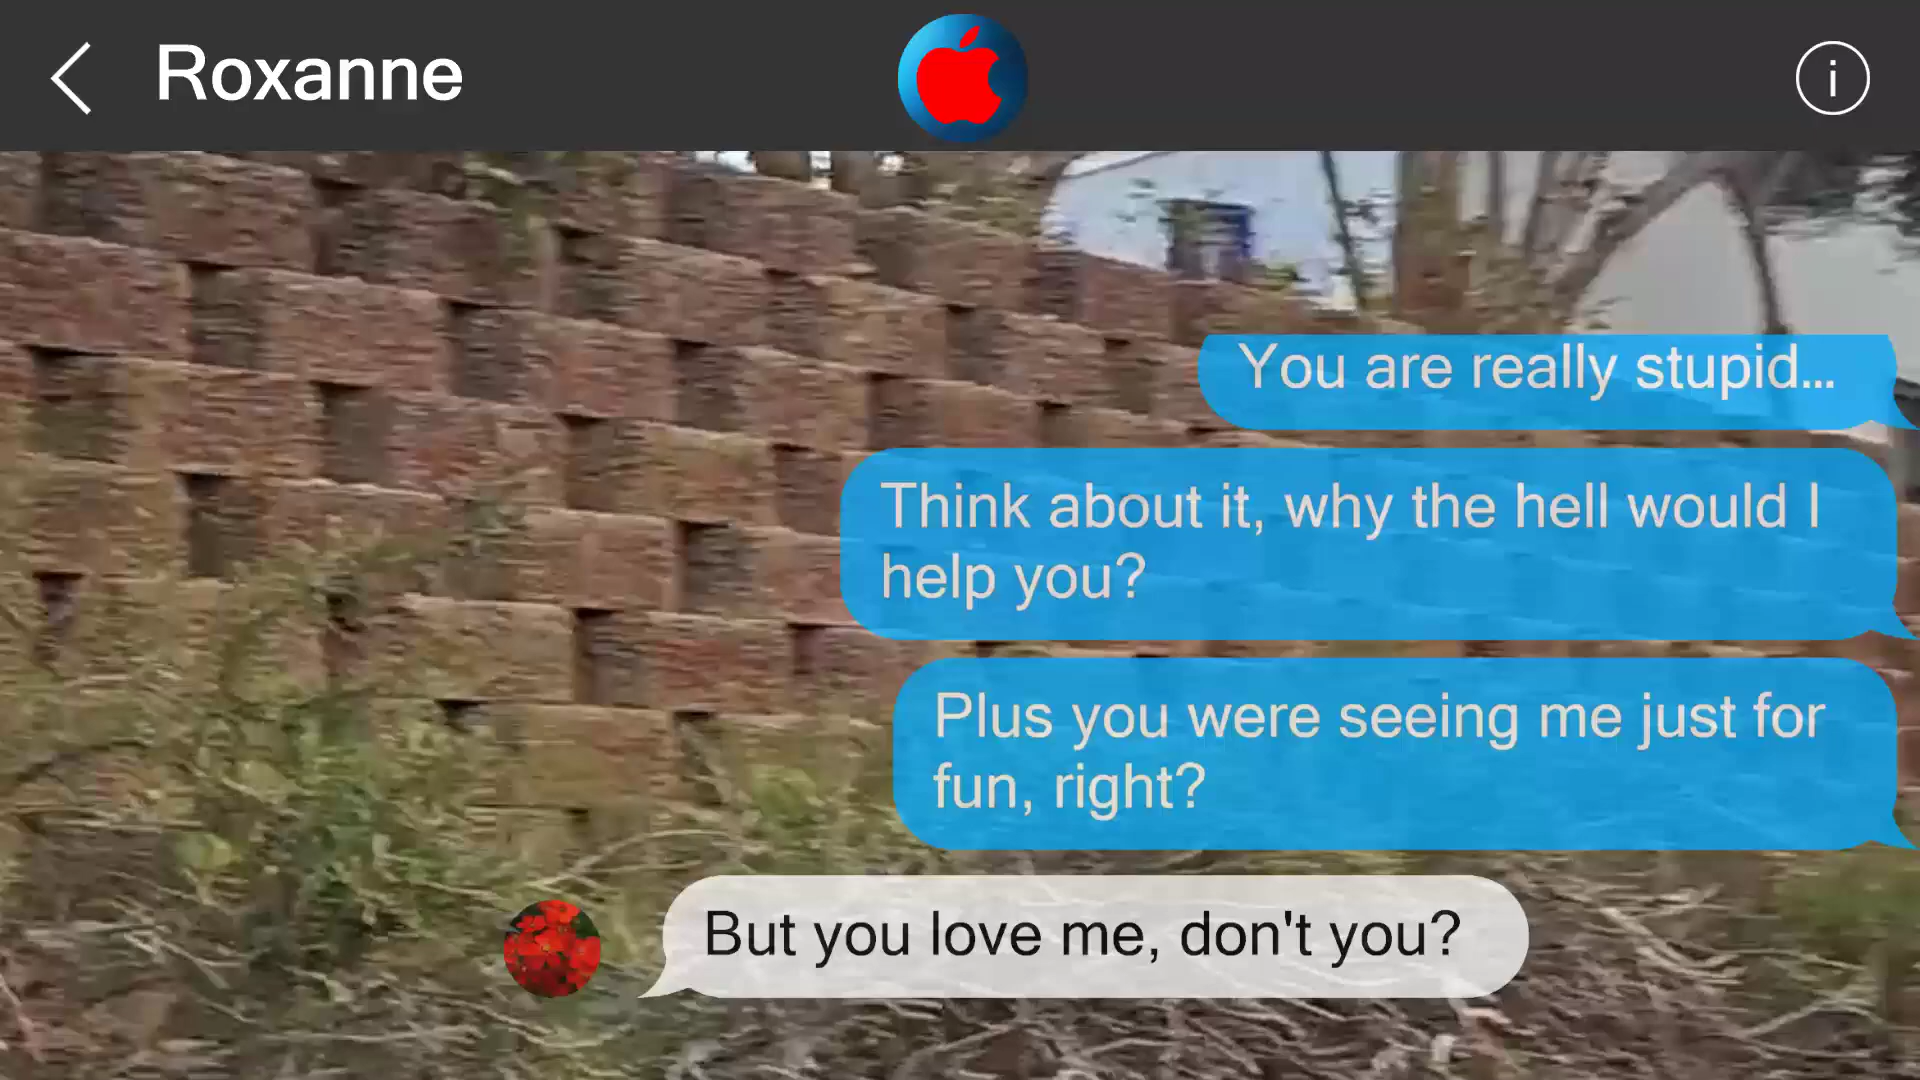 Roxanne
i
You are really stupid...
Think about it, why the hell would I
help you?
Plus you were seeing me just for
fun, right?
But you love me, don't you?